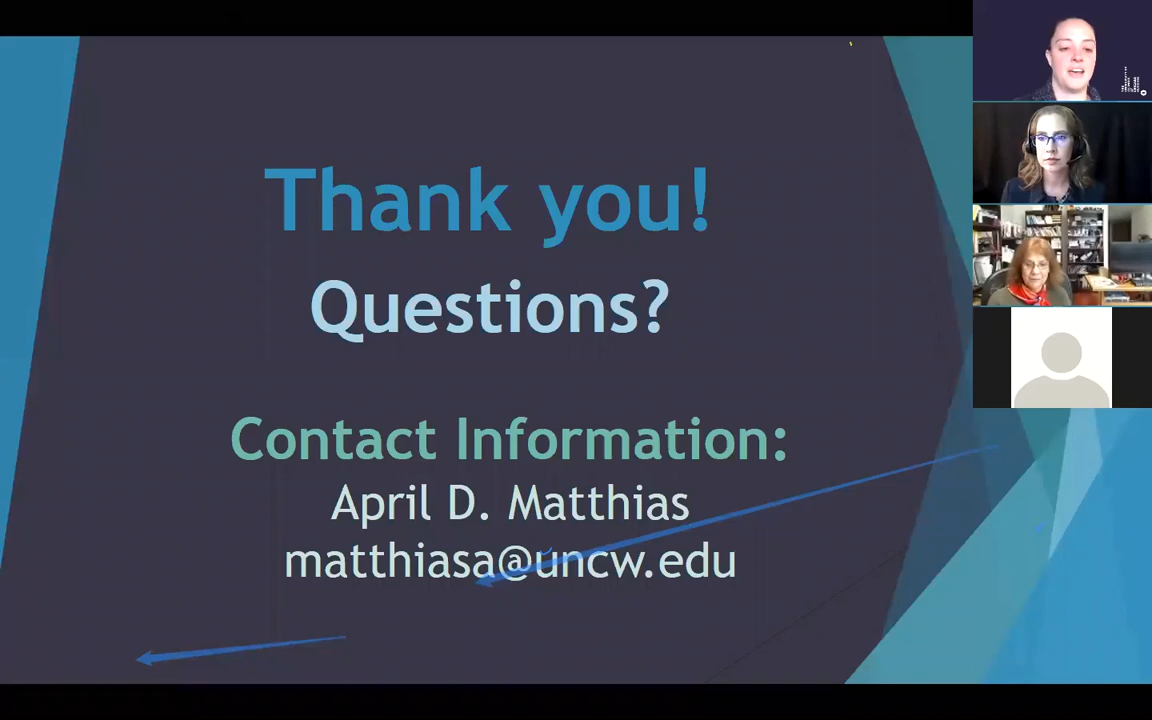 Thank you!
Questions?
Contact Information:
April D. Matthias
matthiasa@uncw.edu